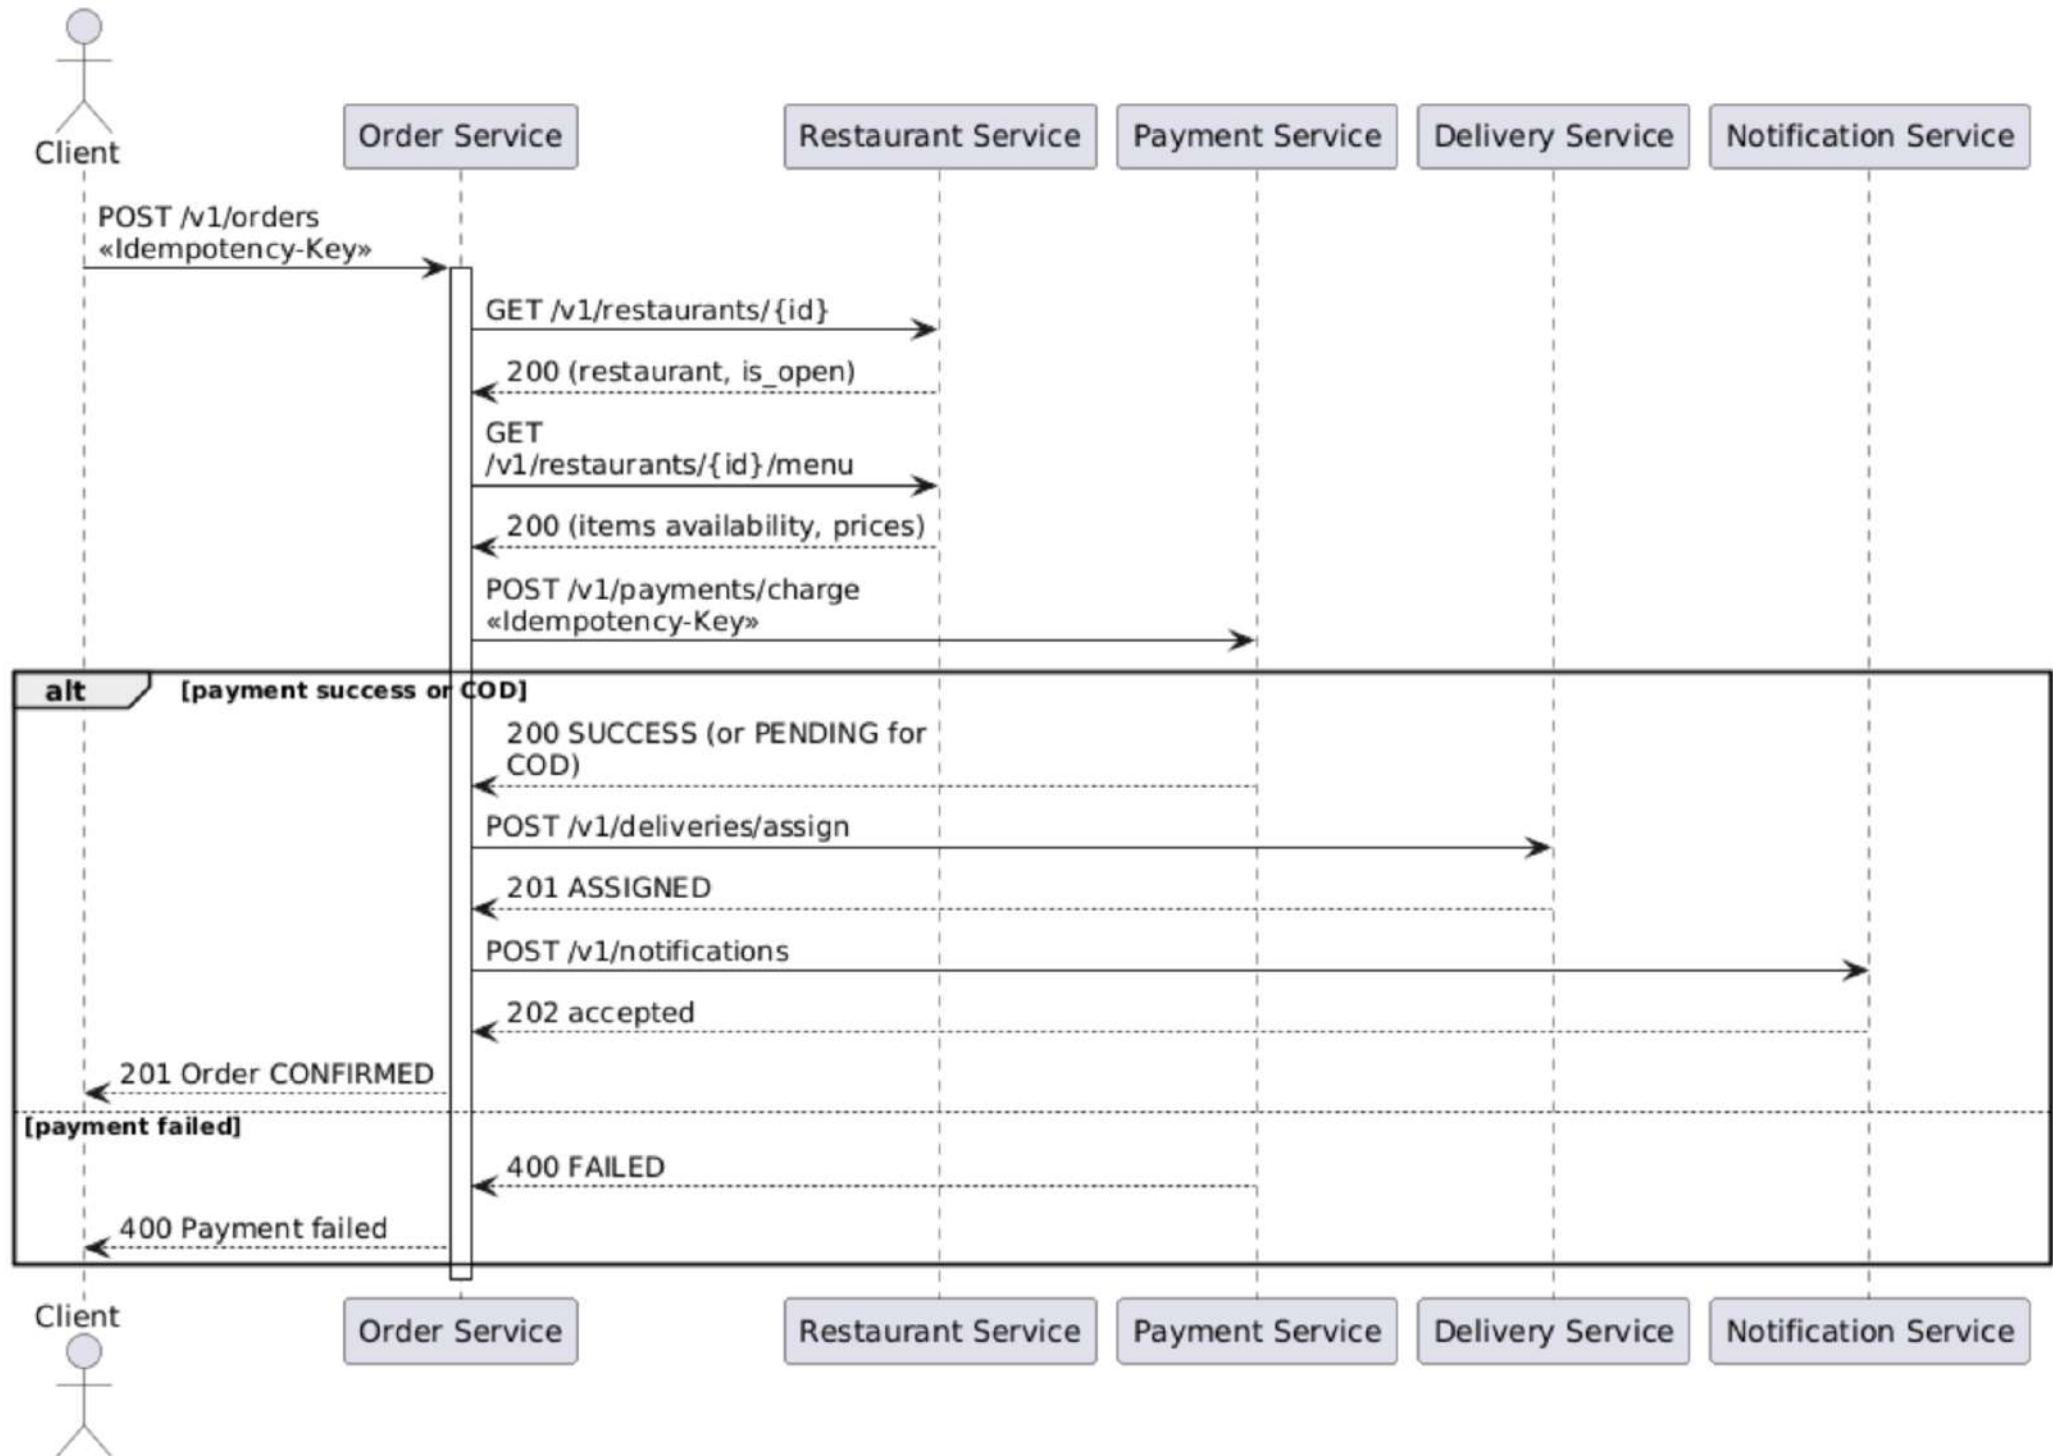 Client
Order Service
Restaurant Service
Payment Service
Delivery Service
Notification Service
POST /v1/orders
«Idempotency-Key»
GET /v1/restaurants/{id}
200 (restaurant, is_open)
GET
/v1/restaurants/{id}/menu
200 (items availability, prices)
POST /v1/payments/charge
«Idempotency-Key»
alt
[payment success or COD]
200 SUCCESS (or PENDING for
COD)
POST /v1/deliveries/assign
201 ASSIGNED
POST /v1/notifications
202 accepted
201 Order CONFIRMED
[payment failed]
400 FAILED
400 Payment failed
Client
Order Service
Restaurant Service
Payment Service
Delivery Service
Notification Service